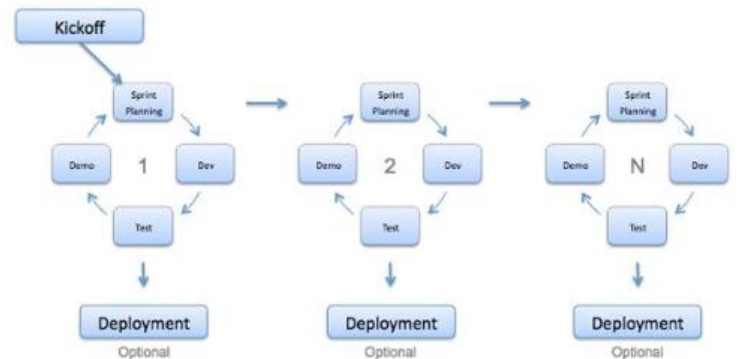 Kickoff
Sprint
Planning
Sprint
Planning
Sprint
Planning
Demo
1
Dev
Demo
2
Dev
Demo
N
Dev
Test
Test
Test
Deployment
Deployment
Deployment
Optional
Optional
Optional